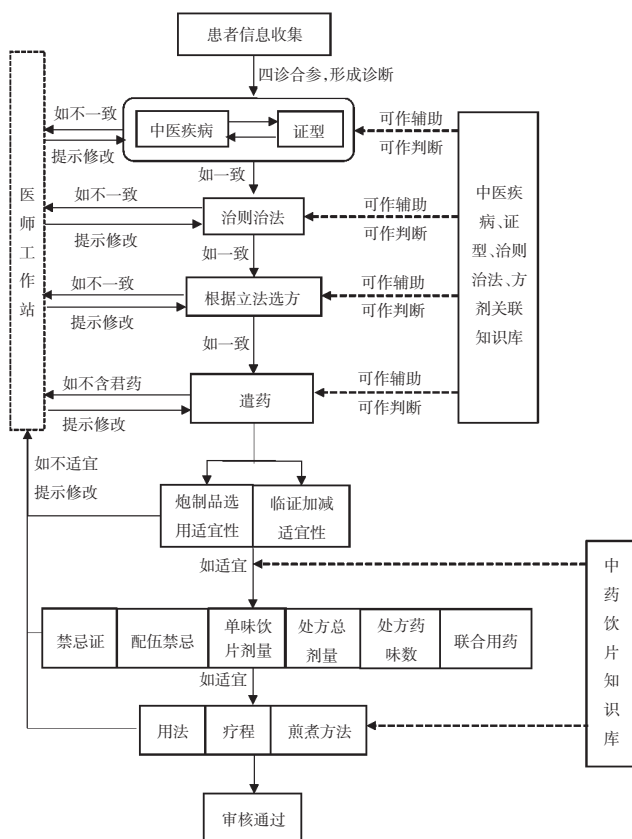 患者信息收集
四诊合参,形成诊断
如不一致
提示修改
中医疾病
证型
可作辅助
可作判断
如一致
如不一致
提示修改
治则治法
可作辅助
可作判断
如一致
如不一致
提示修改
根据立法选方
可作辅助
可作判断
如一致
如不含君药
提示修改
遣药
可作辅助
可作判断
医
师
工
作
站
中医疾
病、证
型、治则
治法、方
剂关联
知识库
如不适宜
提示修改
炮制品选
用适宜性
临证加减
适宜性
如适宜
禁忌证
配伍禁忌
单味饮
片剂量
处方总
剂量
处方药
味数
联合用药
如适宜
用法
疗程
煎煮方法
中
药
饮
片
知
识
库
审核通过